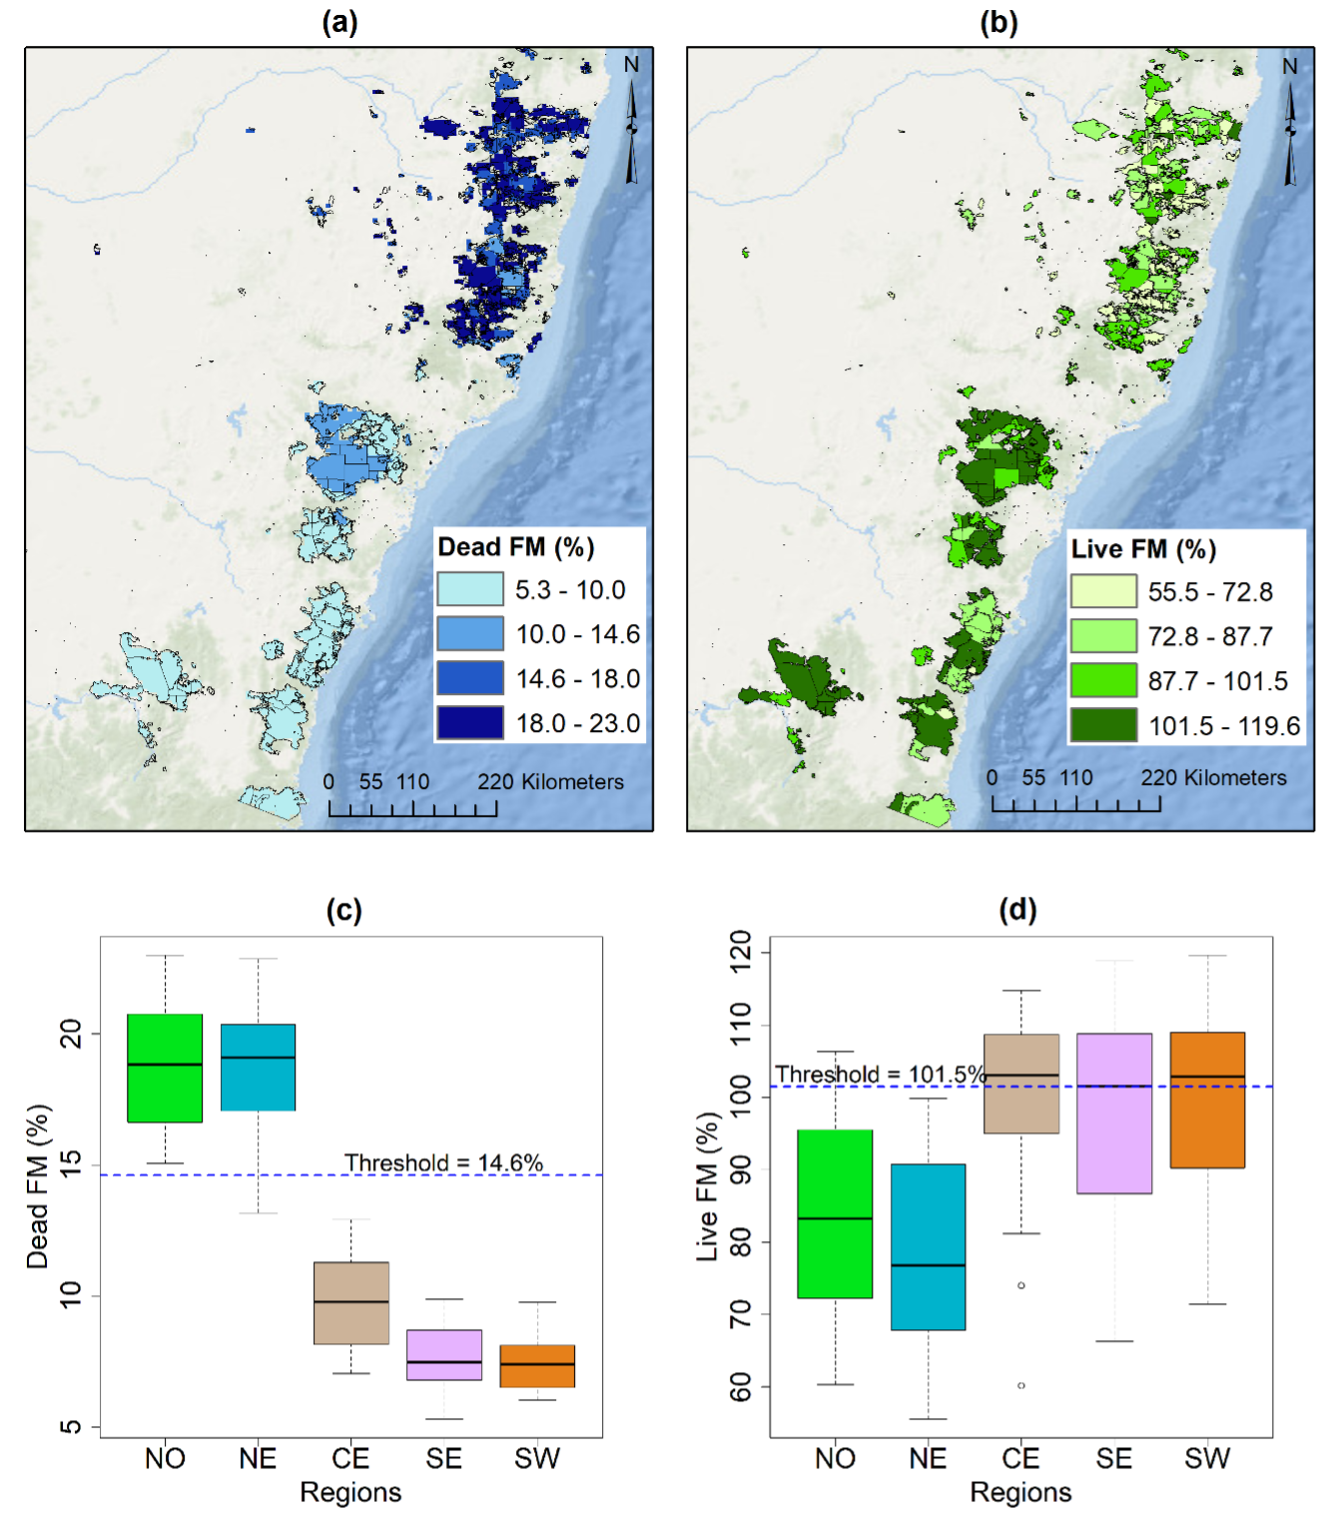 (a)
N
Dead FM (%)
5.3 - 10.0
10.0 - 14.6
14.6 - 18.0
18.0 - 23.0
0 55 110 220 Kilometers
(b)
N
Live FM (%)
55.5 - 72.8
72.8 - 87.7
87.7 - 101.5
101.5 - 119.6
0 55 110 220 Kilometers
(c)
Dead FM (%)
20
15
10
5
Threshold = 14.6%
NO NE CE SE SW
Regions
(d)
Live FM (%)
120
110
100
90
80
70
60
Threshold = 101.5%
NO NE CE SE SW
Regions